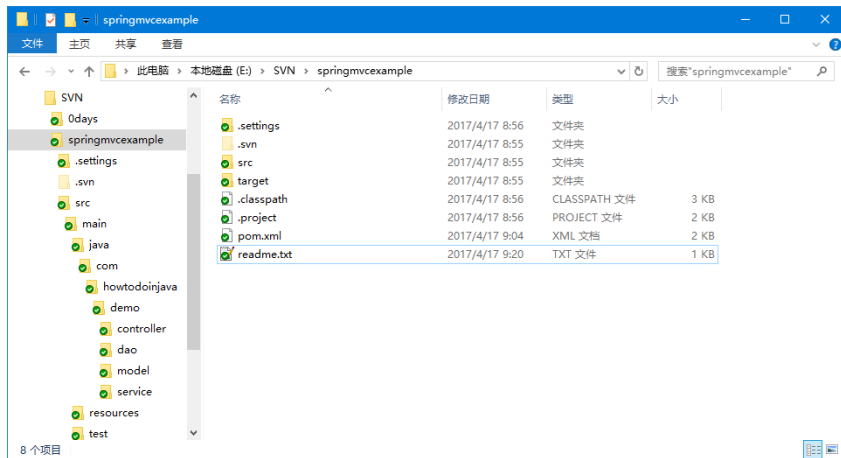 springmvcexample
文件 主页 共享 查看
此电脑 › 本地磁盘 (E:) › SVN › springmvcexample 搜索"springmvcexample"
SVN
0days
springmvcexample
.settings
.svn
src
main
java
com
howtodoinjava
demo
controller
dao
model
service
resources
test
名称 修改日期 类型 大小
.settings 2017/4/17 8:56 文件夹
.svn 2017/4/17 8:55 文件夹
src 2017/4/17 8:55 文件夹
target 2017/4/17 8:55 文件夹
.classpath 2017/4/17 8:56 CLASSPATH 文件 3 KB
.project 2017/4/17 8:56 PROJECT 文件 2 KB
pom.xml 2017/4/17 9:04 XML 文档 2 KB
readme.txt 2017/4/17 9:20 TXT 文件 1 KB
8 个项目